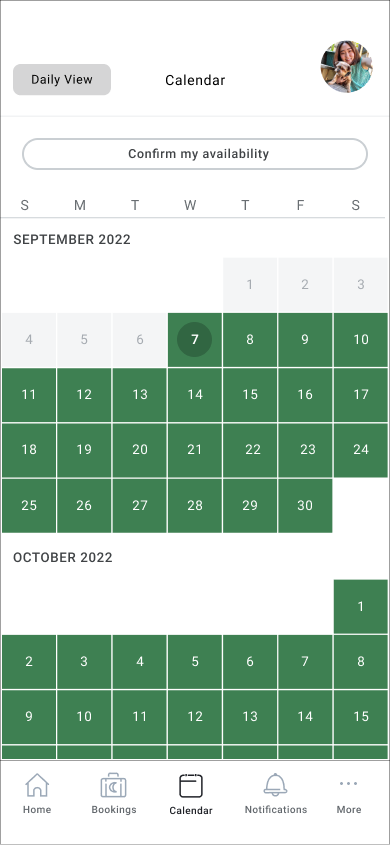 Daily View Calendar
Confirm my availability
S M T W T F S
SEPTEMBER 2022
1 2 3
4 5 6 7 8 9 10
11 12 13 14 15 16 17
18 19 20 21 22 23 24
25 26 27 28 29 30
OCTOBER 2022
1
2 3 4 5 6 7 8
9 10 11 12 13 14 15
Home Bookings Calendar Notifications More